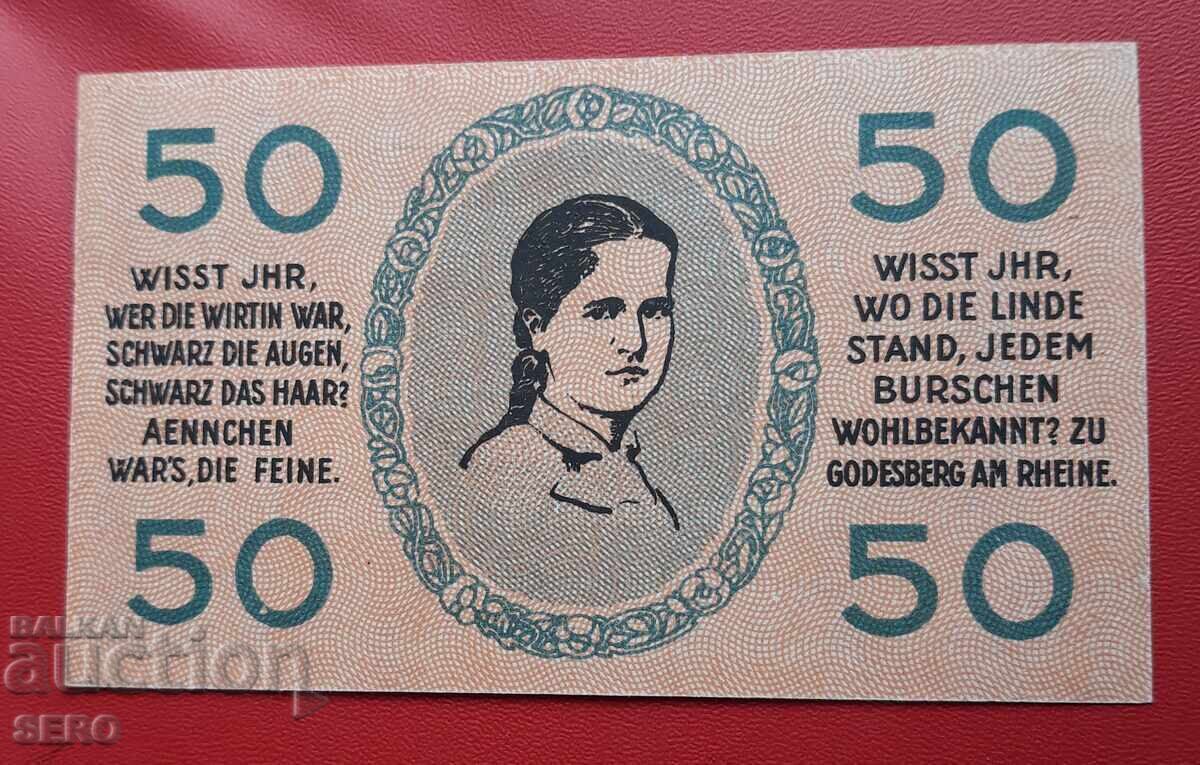 50
50
WISST JHR,
WER DIE WIRTIN WAR,
SCHWARZ DIE AUGEN,
SCHWARZ DAS HAAR?
AENNCHEN
WAR'S, DIE FEINE.
WISST JHR,
WO DIE LINDE
STAND, JEDEM
BURSCHEN
WOHLBEKANNT? ZU
GODESBERG AM RHEINE.
50
50
BALKAN
auction
SERO